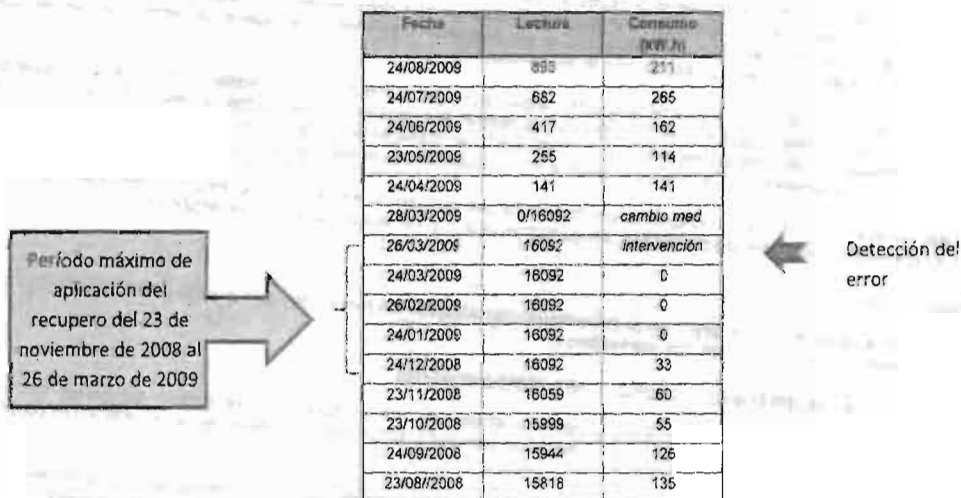 Fecha Lectura Consumo
(kW.h)
24/08/2009 893 211
24/07/2009 682 265
24/06/2009 417 162
23/05/2009 255 114
24/04/2009 141 141
28/03/2009 0/16092 cambio med
26/03/2009 16092 intervención
24/03/2009 16092 0
26/02/2009 16092 0
24/01/2009 16092 0
24/12/2008 16092 33
23/11/2008 16059 60
23/10/2008 15999 55
24/09/2008 15944 126
23/08//2008 15818 135
Período máximo de
aplicación del
recupero del 23 de
noviembre de 2008 al
26 de marzo de 2009
Detección del
error